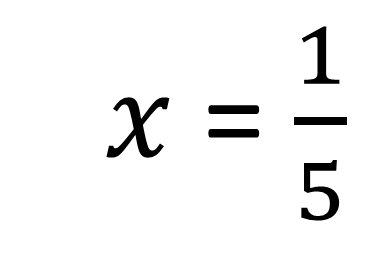 x = 1/5